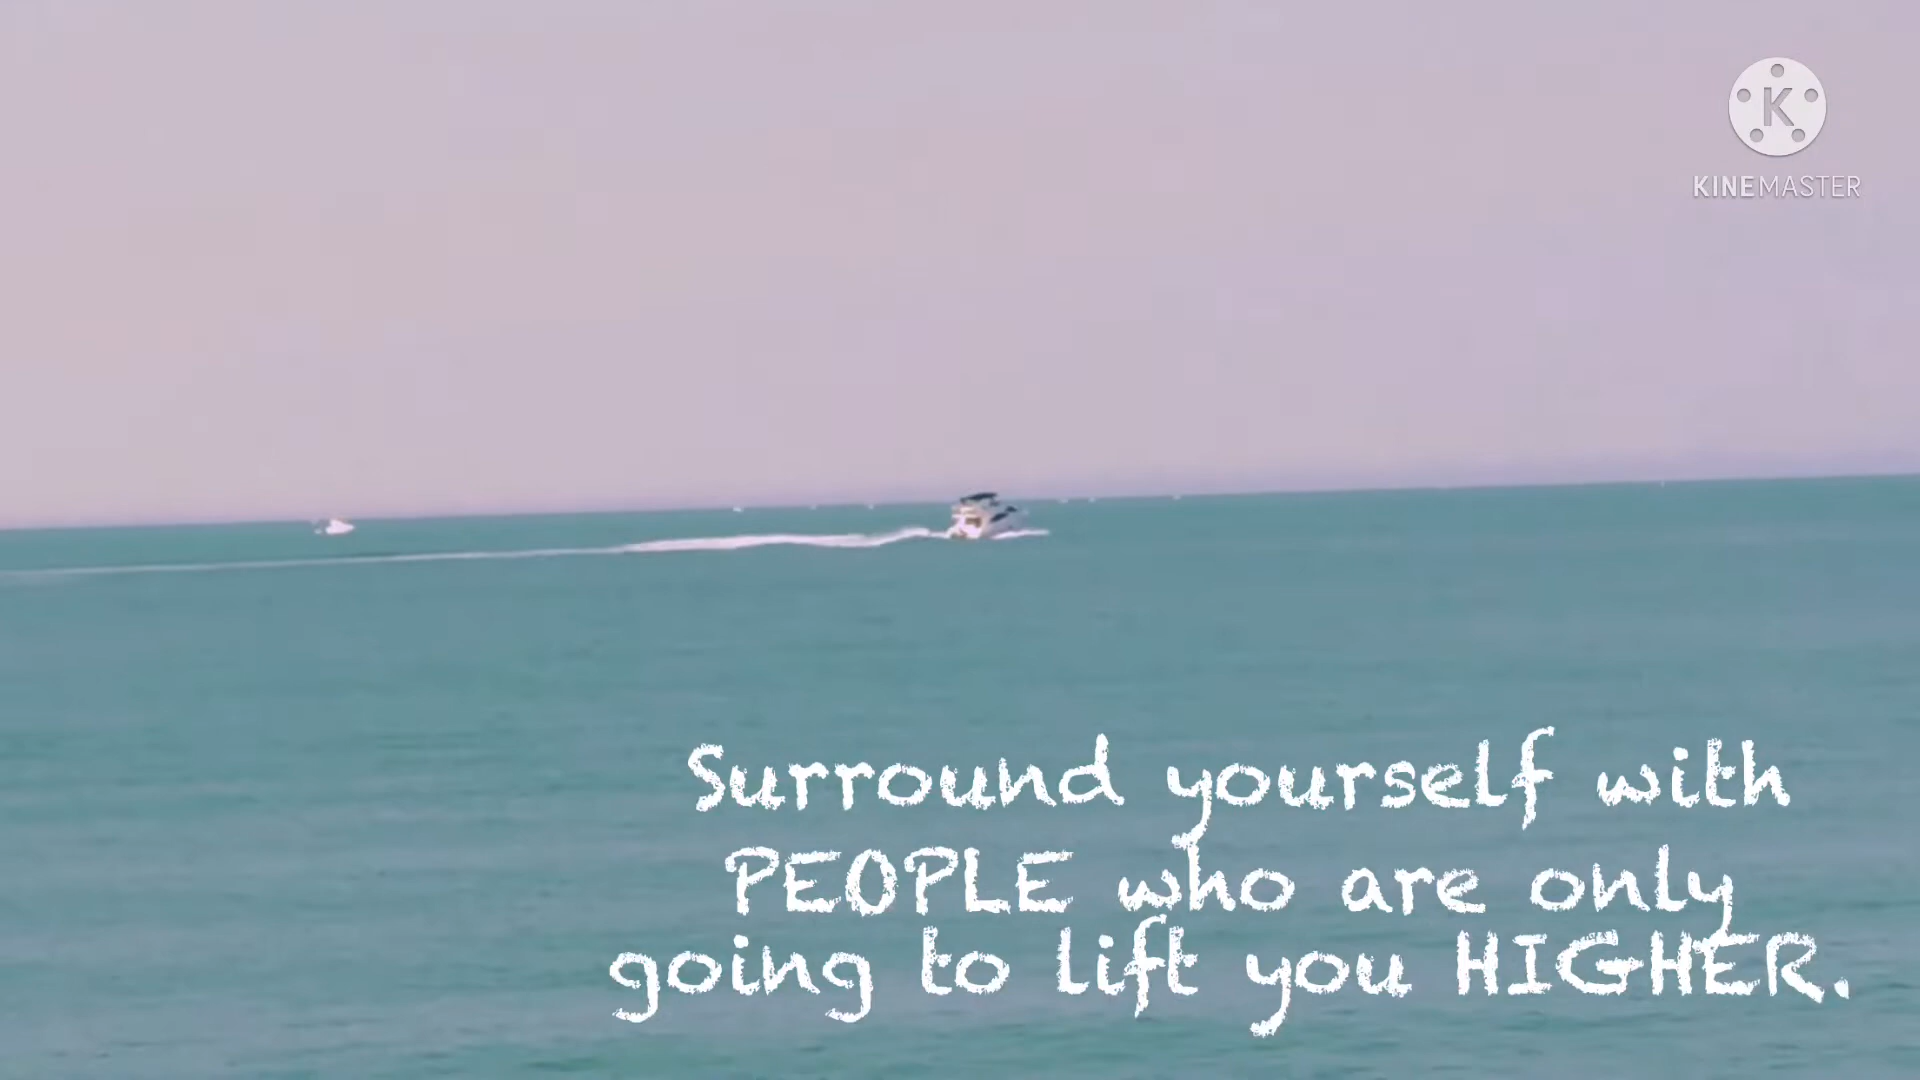 K
KINEMASTER
Surround yourself with
PEOPLE who are only
going to lift you HIGHER.